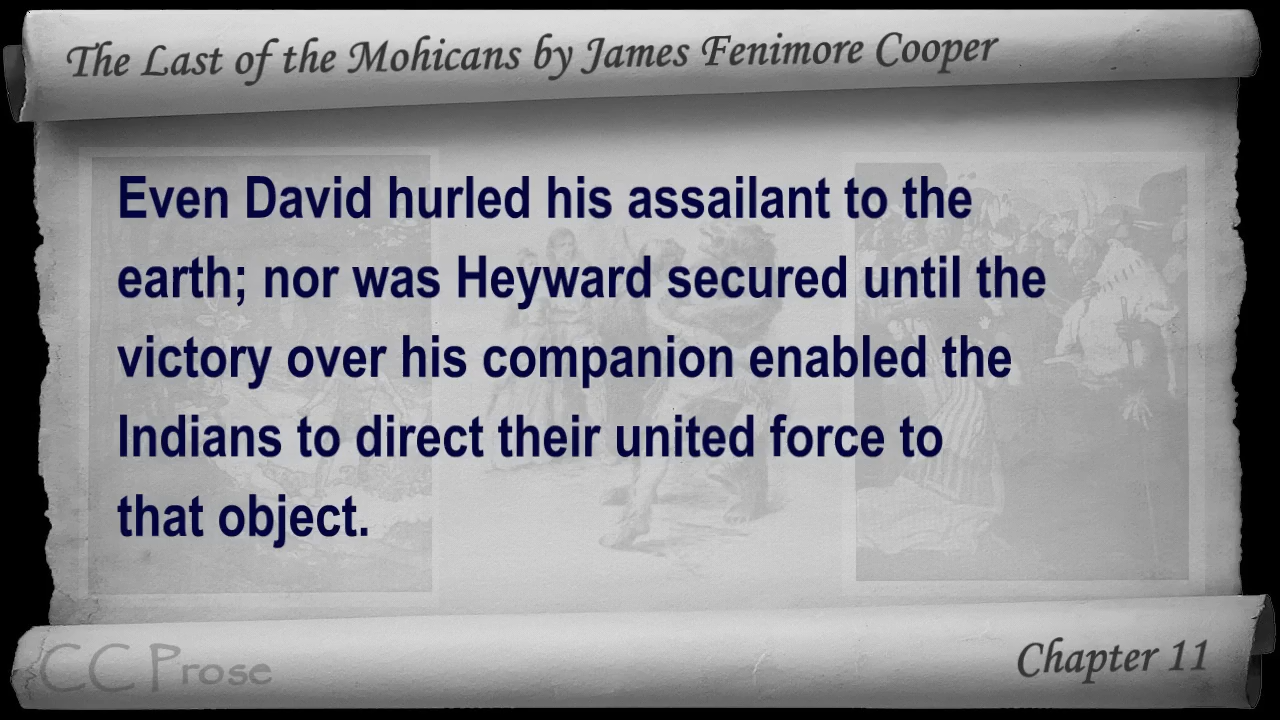 The Last of the Mohicans by James Fenimore Cooper
Even David hurled his assailant to the
earth; nor was Heyward secured until the
victory over his companion enabled the
Indians to direct their united force to
that object.
CC Prose
Chapter 11